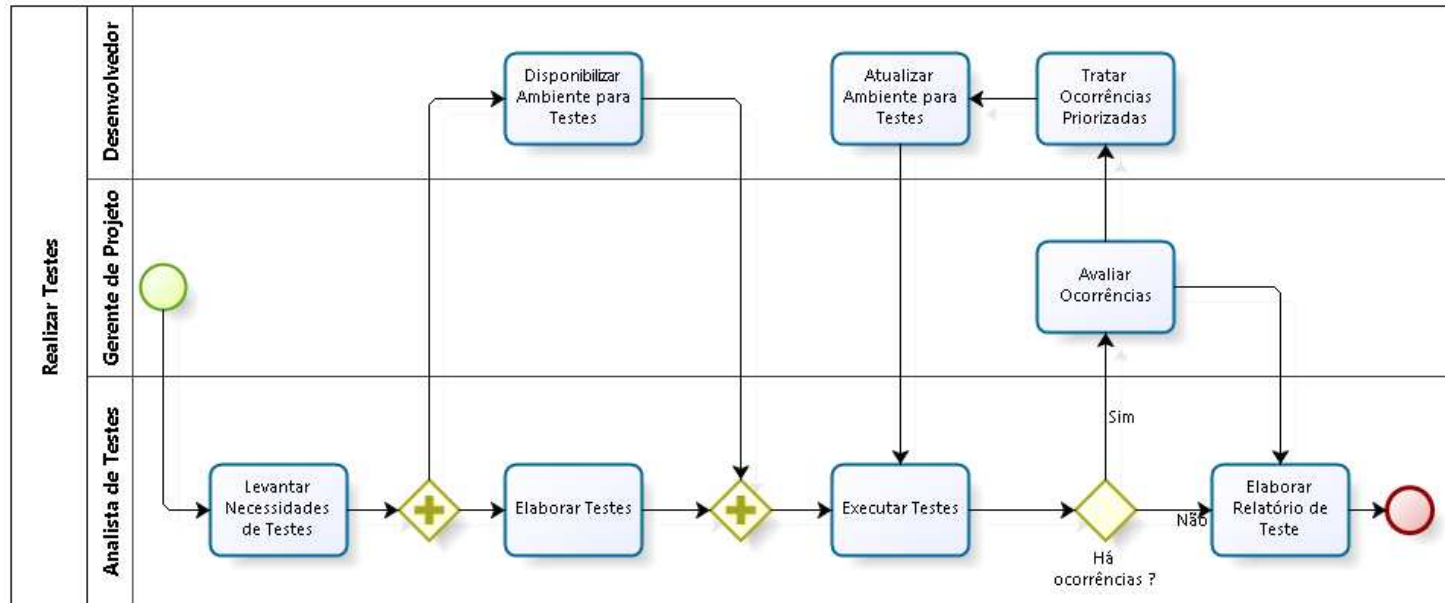 Realizar Testes
Desenvolvedor
Disponibilizar
Ambiente para
Testes
Atualizar
Ambiente para
Testes
Tratar
Ocorrências
Priorizadas
Gerente de Projeto
Avaliar
Ocorrências
Analista de Testes
Levantar
Necessidades
de Testes
Elaborar Testes
Executar Testes
Sim
Há
ocorrências ?
Não
Elaborar
Relatório de
Teste